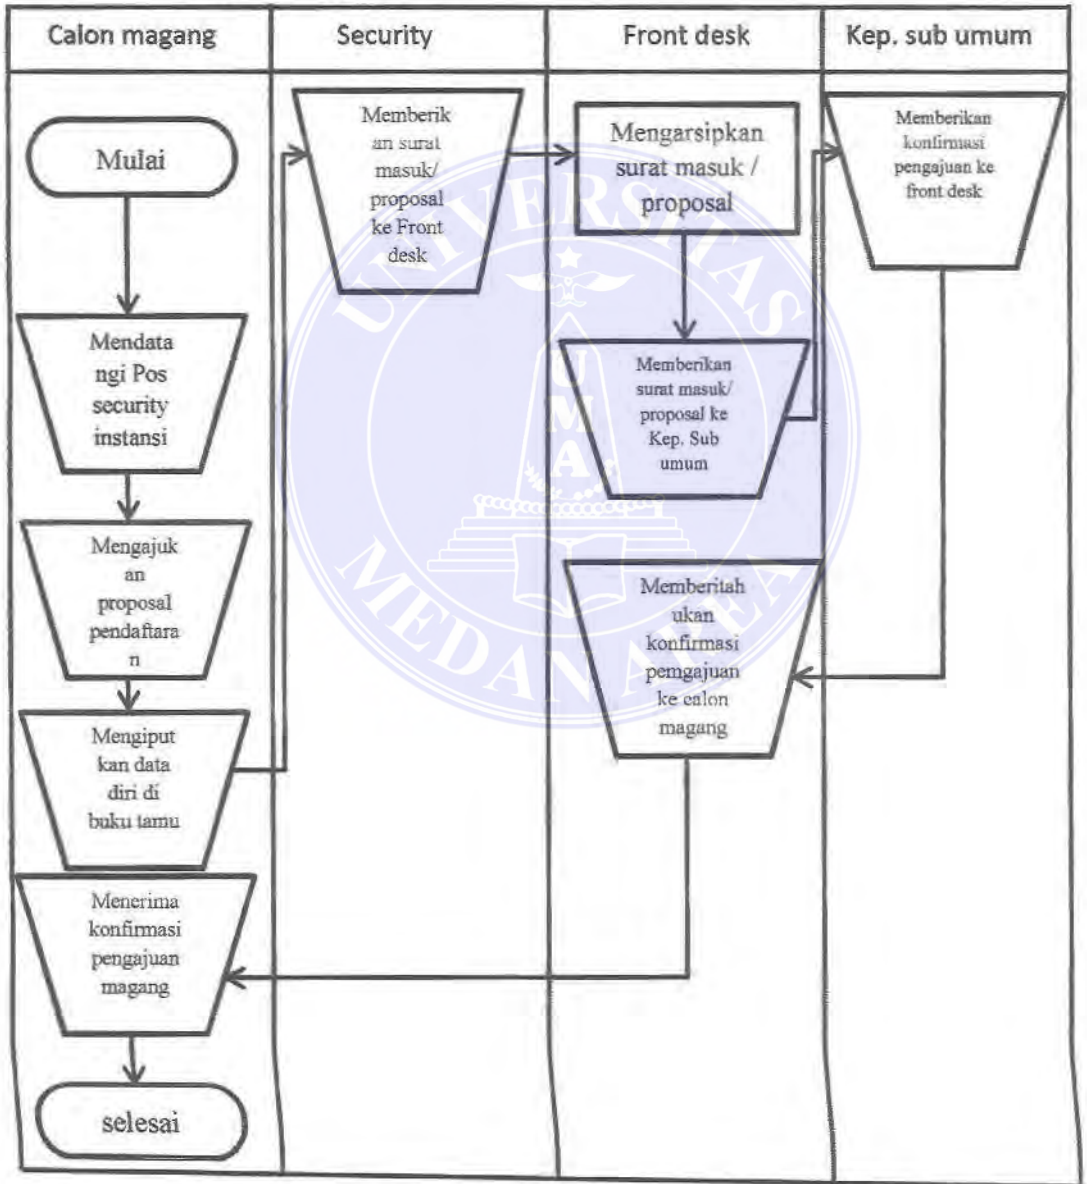 Calon magang
Security
Front desk
Kep. sub umum
Mulai
Mendata
ngi Pos
security
instansi
Mengajuk
an
proposal
pendaftara
n
Mengiput
kan data
diri di
buku tamu
Menerima
konfirmasi
pengajuan
magang
selesai
Memberik
an surat
masuk/
proposal
ke Front
desk
Mengarsipkan
surat masuk /
proposal
Memberikan
surat masuk/
proposal ke
Kep. Sub
umum
Memberitah
ukan
konfirmasi
pemgajuan
ke calon
magang
Memberikan
konfirmasi
pengajuan ke
front desk
UNIVERSITAS
MEDAN AREA
U
M
A